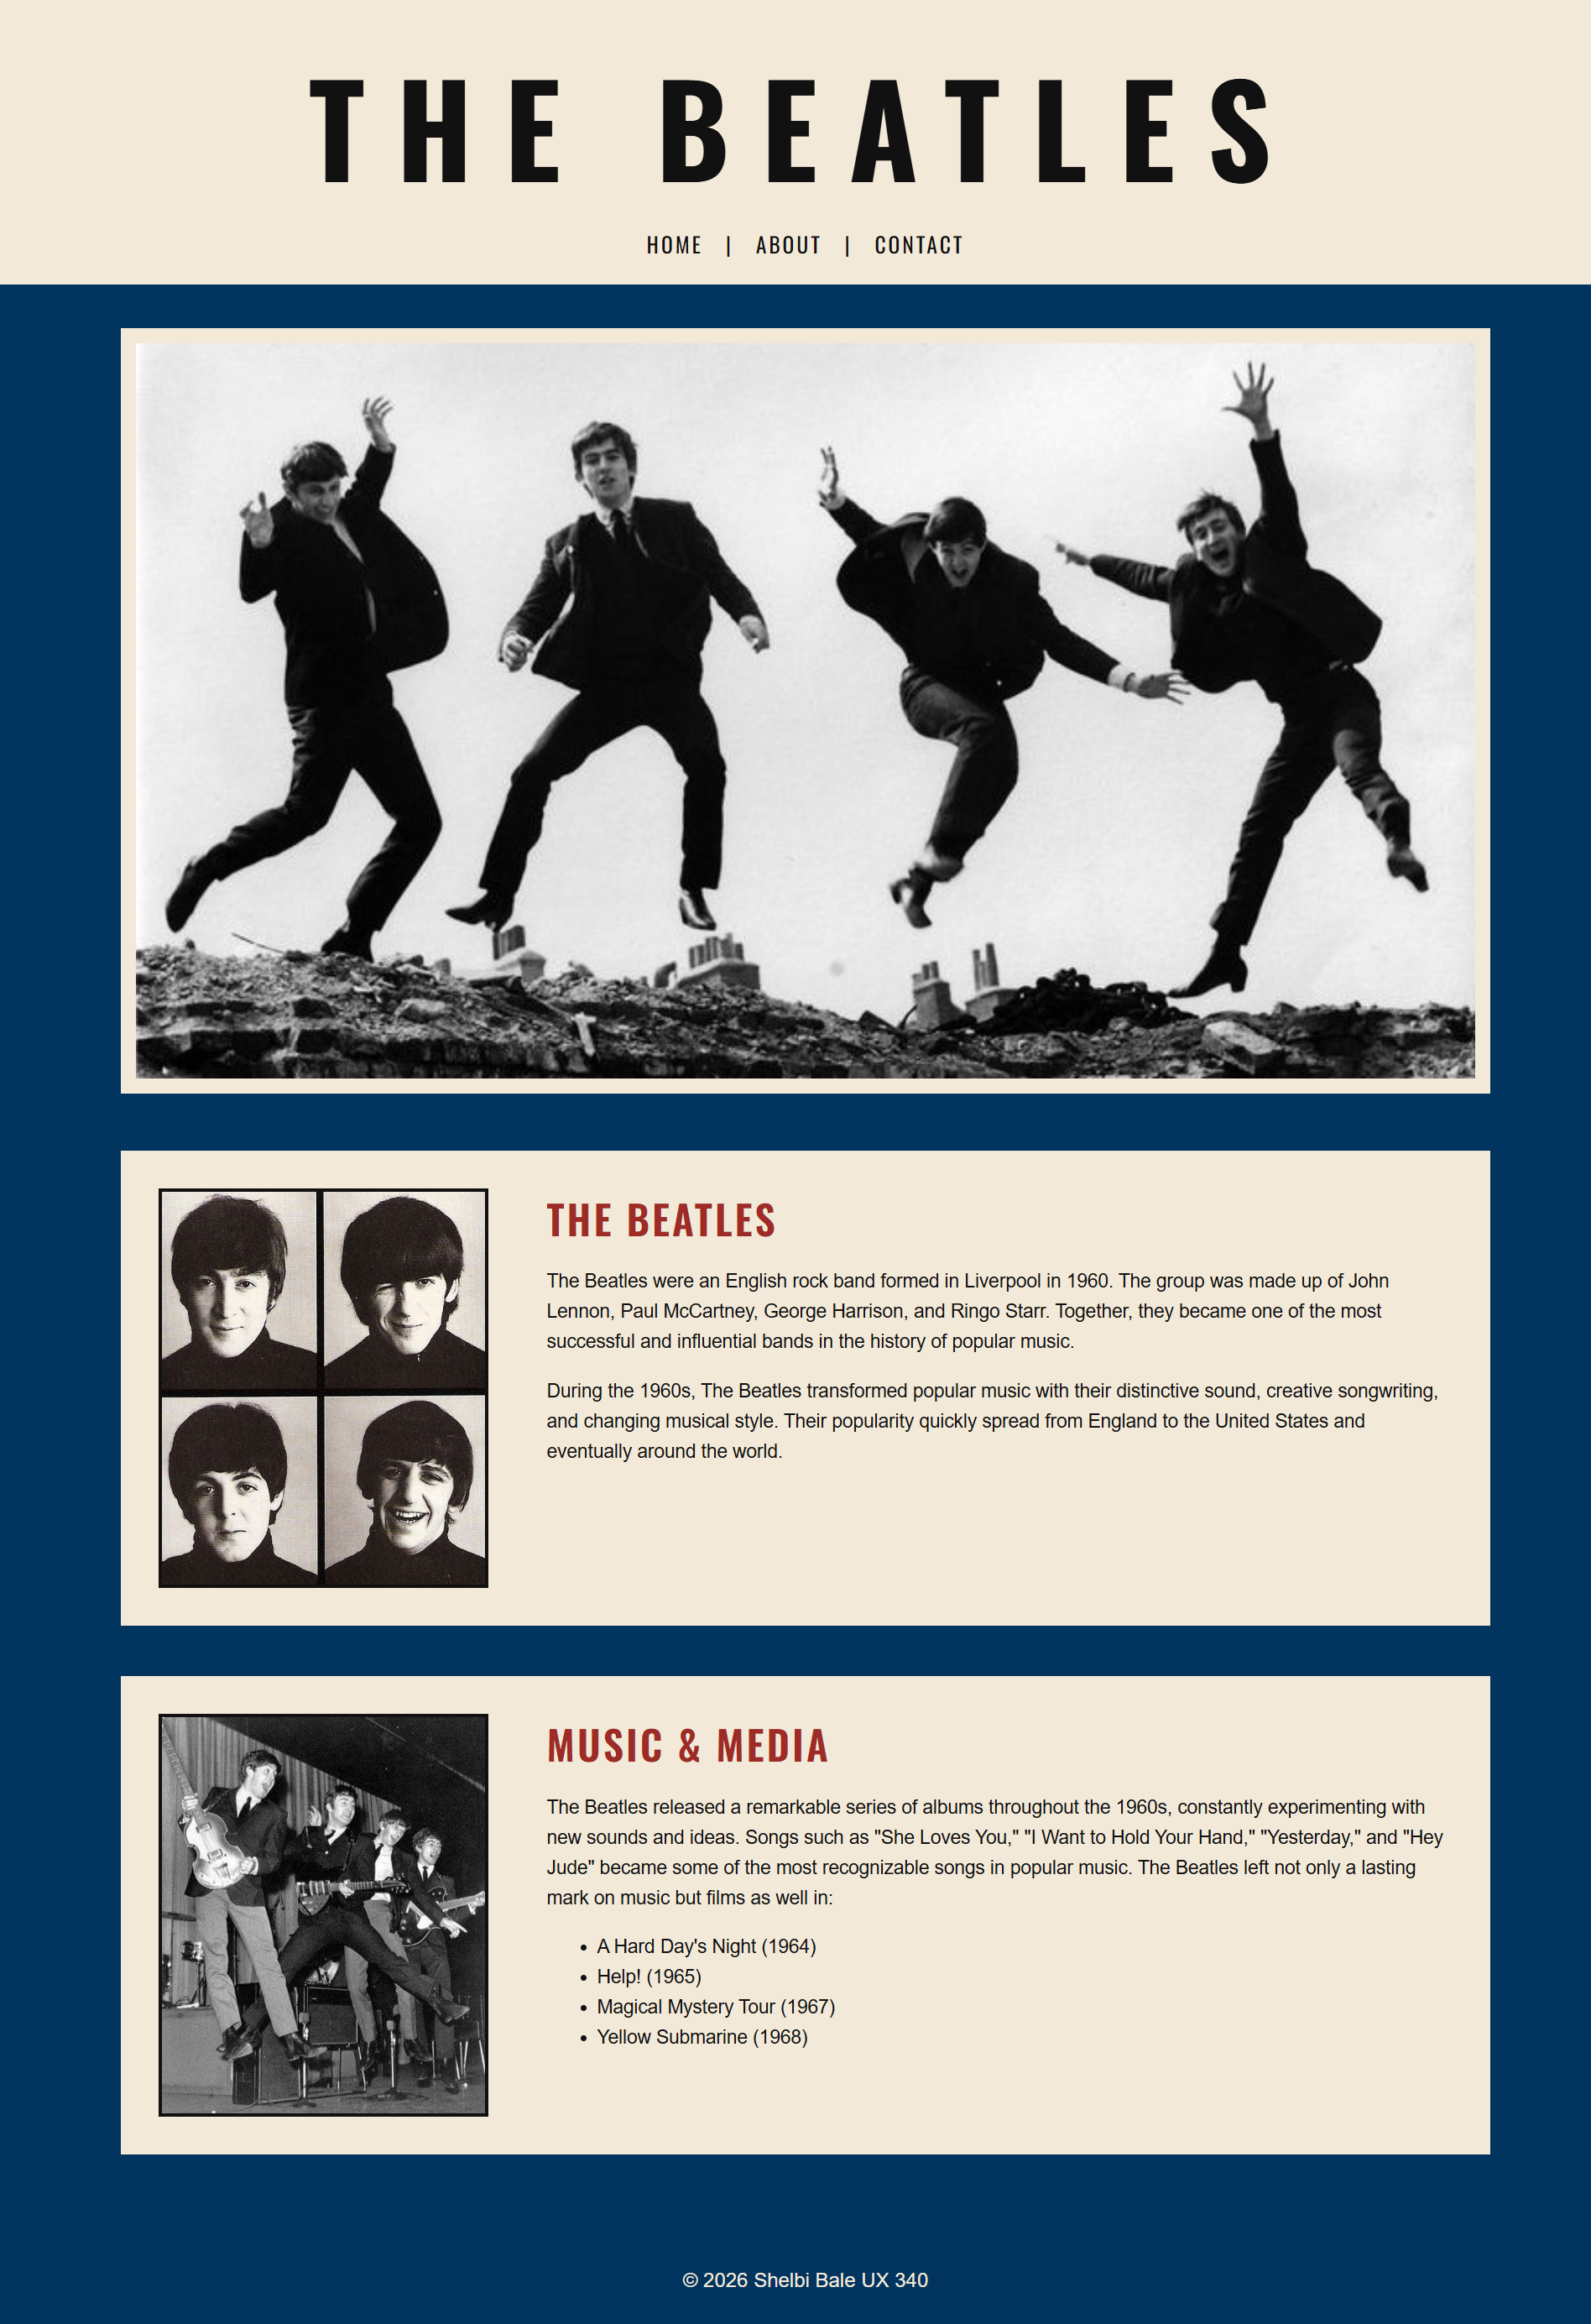 THE BEATLES
HOME | ABOUT | CONTACT
THE BEATLES
The Beatles were an English rock band formed in Liverpool in 1960. The group was made up of John
Lennon, Paul McCartney, George Harrison, and Ringo Starr. Together, they became one of the most
successful and influential bands in the history of popular music.
During the 1960s, The Beatles transformed popular music with their distinctive sound, creative songwriting,
and changing musical style. Their popularity quickly spread from England to the United States and
eventually around the world.
MUSIC & MEDIA
The Beatles released a remarkable series of albums throughout the 1960s, constantly experimenting with
new sounds and ideas. Songs such as "She Loves You," "I Want to Hold Your Hand," "Yesterday," and "Hey
Jude" became some of the most recognizable songs in popular music. The Beatles left not only a lasting
mark on music but films as well in:
• A Hard Day's Night (1964)
• Help! (1965)
• Magical Mystery Tour (1967)
• Yellow Submarine (1968)
© 2026 Shelbi Bale UX 340